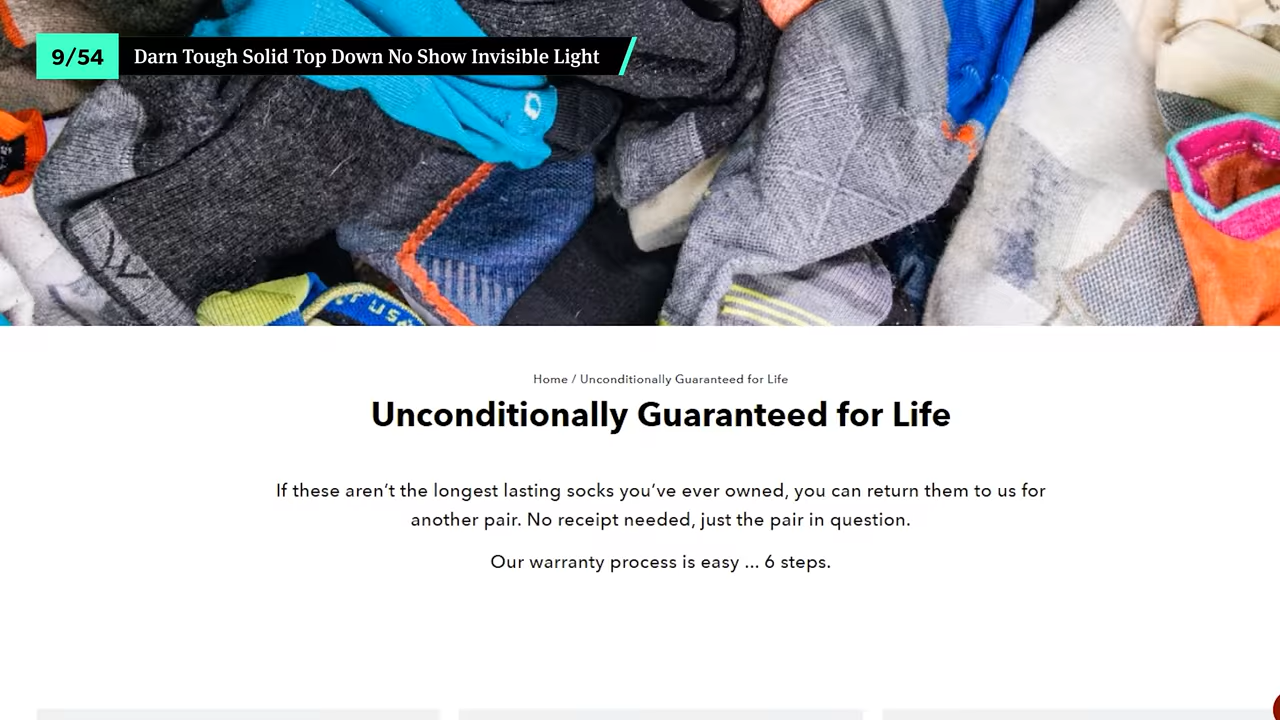 9/54
Darn Tough Solid Top Down No Show Invisible Light
Home / Unconditionally Guaranteed for Life
Unconditionally Guaranteed for Life
If these aren't the longest lasting socks you've ever owned, you can return them to us for
another pair. No receipt needed, just the pair in question.
Our warranty process is easy ... 6 steps.